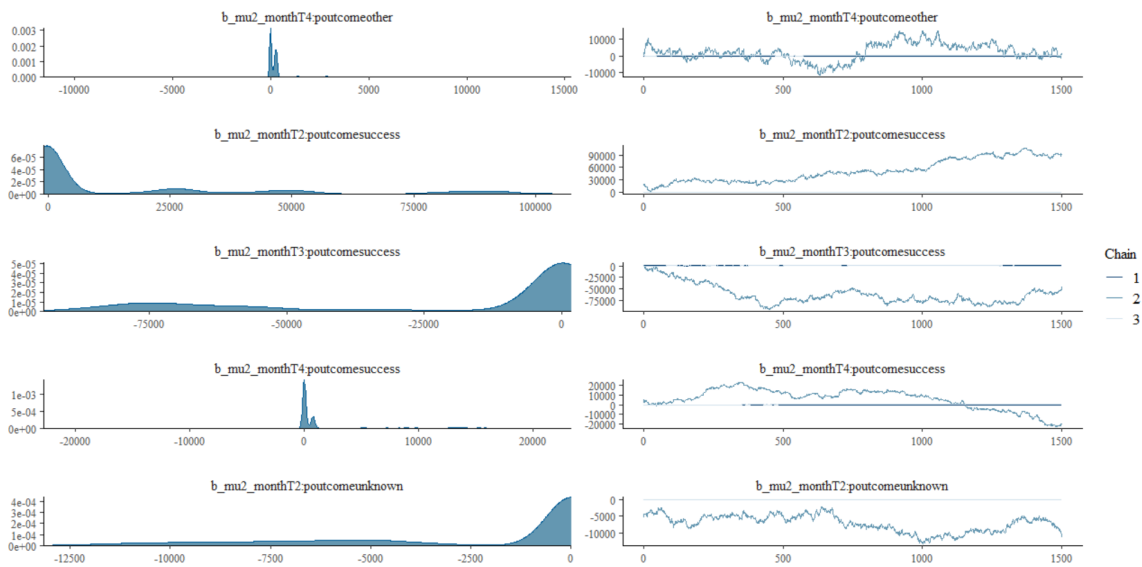 b_mu2_monthT4:poutcomeother
0.003
0.002
0.001
0.000
-10000 -5000 0 5000 10000 15000
b_mu2_monthT4:poutcomeother
10000
0
-10000
0 500 1000 1500
b_mu2_monthT2:poutcomesuccess
6e-05
4e-05
2e-05
0e+00
0 25000 50000 75000 100000
b_mu2_monthT2:poutcomesuccess
90000
60000
30000
0
0 500 1000 1500
b_mu2_monthT3:poutcomesuccess
5e-05
4e-05
3e-05
2e-05
1e-05
0e+00
-75000 -50000 -25000 0
b_mu2_monthT3:poutcomesuccess
0
-25000
-50000
-75000
0 500 1000 1500
Chain
1
2
3
b_mu2_monthT4:poutcomesuccess
1e-03
5e-04
0e+00
-20000 -10000 0 10000 20000
b_mu2_monthT4:poutcomesuccess
20000
10000
0
-10000
-20000
0 500 1000 1500
b_mu2_monthT2:poutcomeunknown
4e-04
3e-04
2e-04
1e-04
0e+00
-12500 -10000 -7500 -5000 -2500 0
b_mu2_monthT2:poutcomeunknown
0
-5000
-10000
0 500 1000 1500